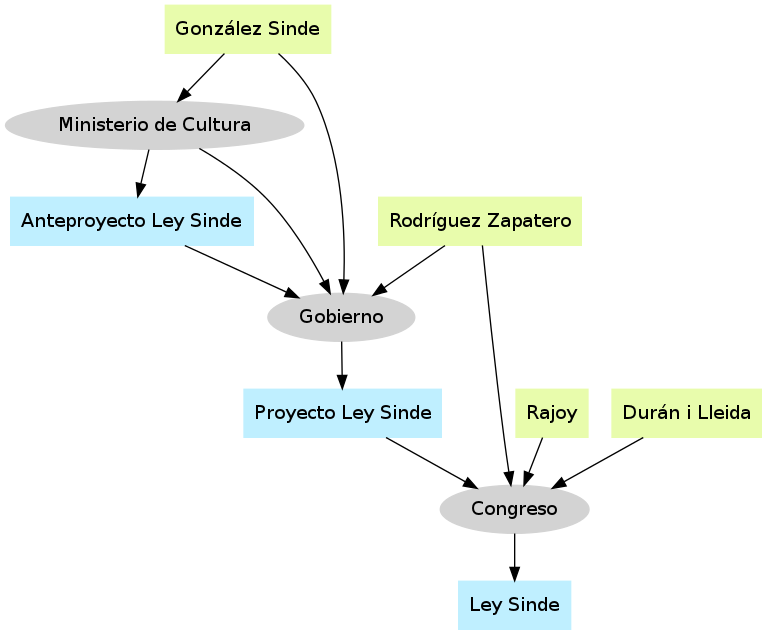 González Sinde
Ministerio de Cultura
Anteproyecto Ley Sinde
Rodríguez Zapatero
Gobierno
Proyecto Ley Sinde
Rajoy
Durán i Lleida
Congreso
Ley Sinde